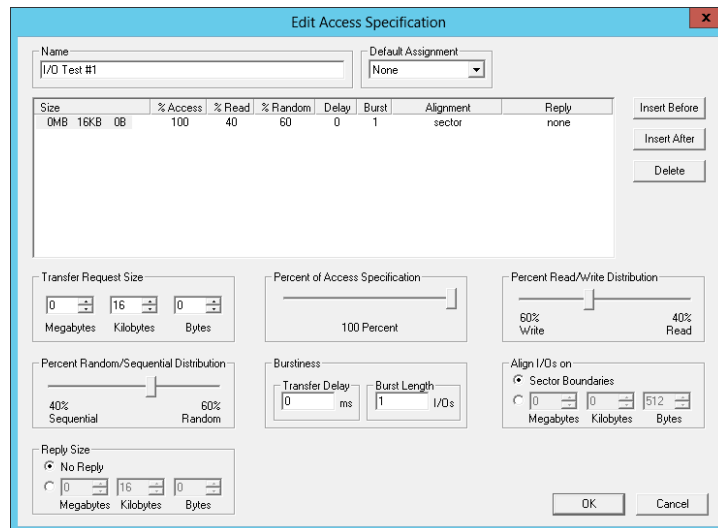 Edit Access Specification
x
Name
I/O Test #1
Default Assignment
None
Size % Access % Read % Random Delay Burst Alignment Reply
0MB 16KB 0B 100 40 60 0 1 sector none
Insert Before
Insert After
Delete
Transfer Request Size
0 16 0
Megabytes Kilobytes Bytes
Percent of Access Specification
100 Percent
Percent Read/Write Distribution
60% 40%
Write Read
Percent Random/Sequential Distribution
40% 60%
Sequential Random
Burstiness
Transfer Delay
0 ms
Burst Length
1 I/Os
Align I/Os on
Sector Boundaries
0 0 512
Megabytes Kilobytes Bytes
Reply Size
No Reply
0 16 0
Megabytes Kilobytes Bytes
OK Cancel